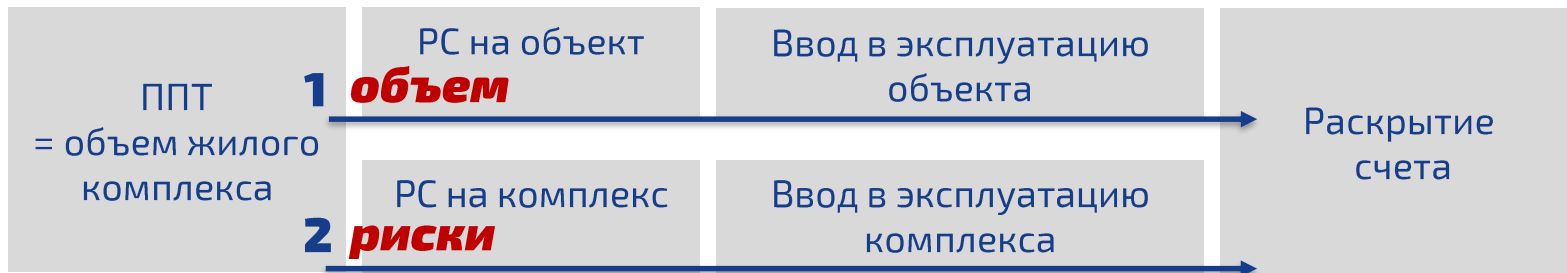 ППТ
= объем жилого
комплекса
1 объем
РС на объект
Ввод в эксплуатацию
объекта
2 риски
РС на комплекс
Ввод в эксплуатацию
комплекса
Раскрытие
счета